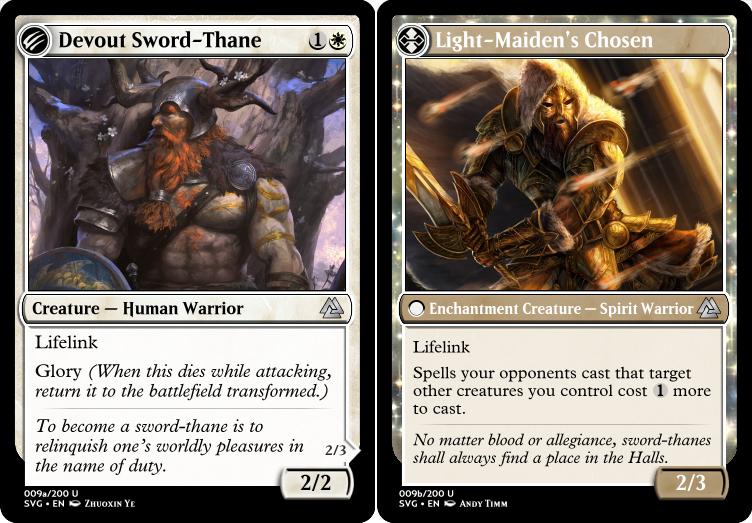 Devout Sword-Thane 1
Creature — Human Warrior
Lifelink
Glory (When this dies while attacking,
return it to the battlefield transformed.)
To become a sword-thane is to
relinquish one's worldly pleasures in
the name of duty.
2/3
2/2
009a/200 U
SVG • EN Zhuoxin Ye
Light-Maiden's Chosen
Enchantment Creature — Spirit Warrior
Lifelink
Spells your opponents cast that target
other creatures you control cost 1 more
to cast.
No matter blood or allegiance, sword-thanes
shall always find a place in the Halls.
2/3
009b/200 U
SVG • EN Andy Timm